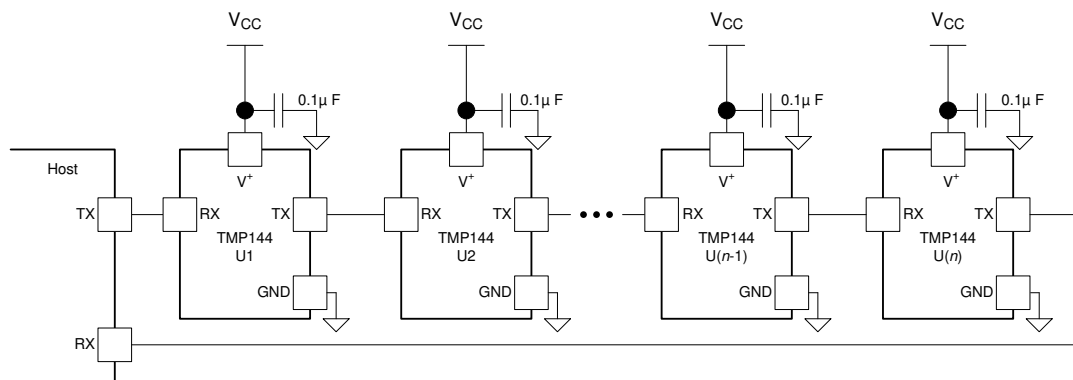 VCC VCC VCC VCC
0.1µ F 0.1µ F 0.1µ F 0.1µ F
Host
V+ V+ V+ V+
TX RX TX RX TX ••• RX TX RX TX
TMP144 TMP144 TMP144 TMP144
U1 U2 U(n-1) U(n)
GND GND GND GND
RX